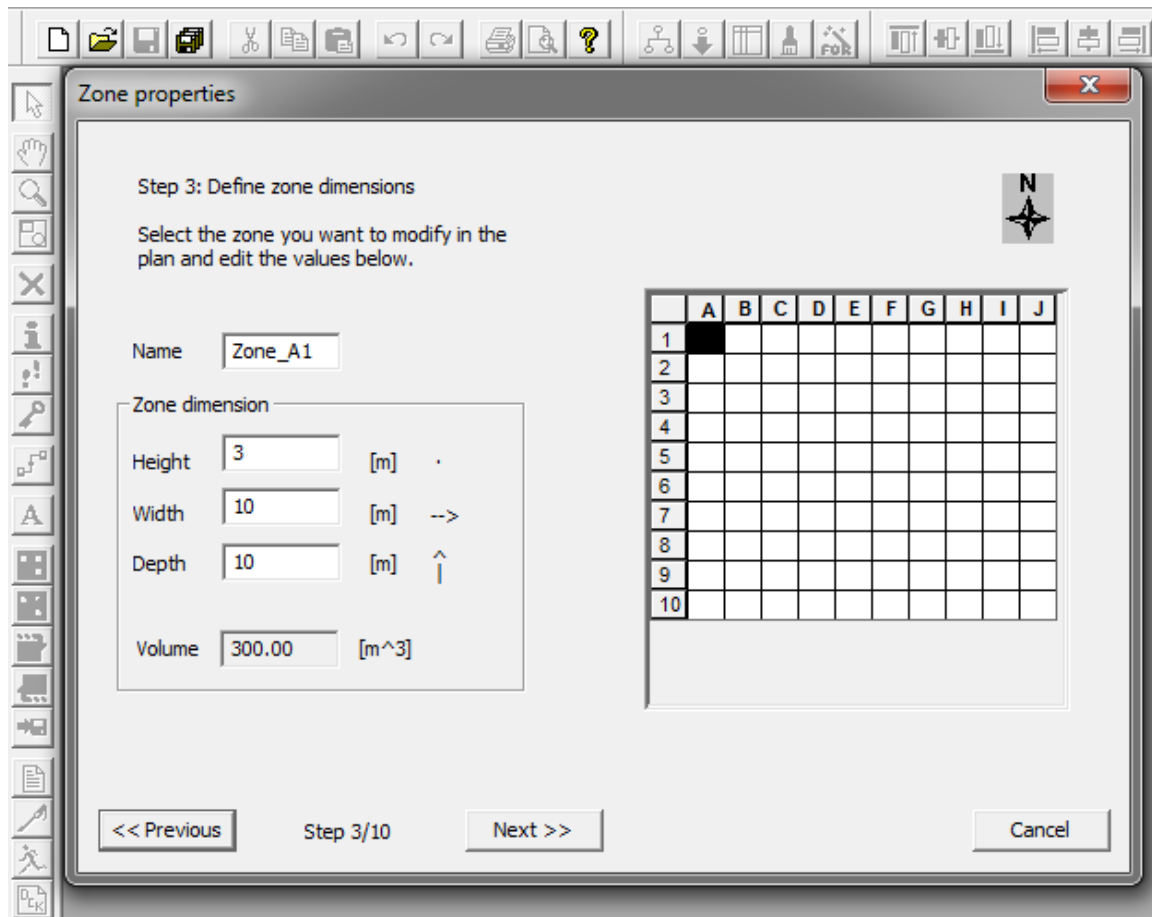 FOR
Zone properties
Step 3: Define zone dimensions
N
Select the zone you want to modify in the
plan and edit the values below.
A B C D E F G H I J
1
2
3
4
5
6
7
8
9
10
Name Zone_A1
Zone dimension
Height 3 [m] .
Width 10 [m] -->
Depth 10 [m] ^
|
Volume 300.00 [m^3]
<< Previous Step 3/10 Next >> Cancel
A
DCK